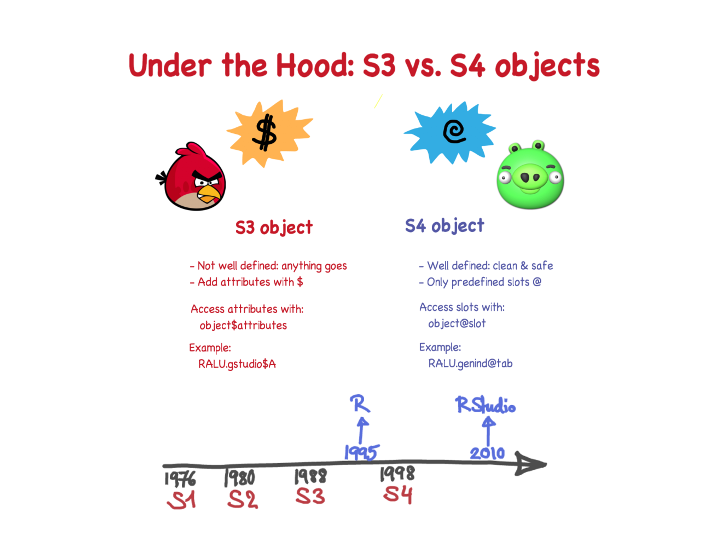 Under the Hood: S3 vs. S4 objects
$
@
S3 object
- Not well defined: anything goes
- Add attributes with $
Access attributes with:
object$attributes
Example:
RALU.gstudio$A
S4 object
- Well defined: clean & safe
- Only predefined slots @
Access slots with:
object@slot
Example:
RALU.genind@tab
R
RStudio
1995
2010
1976
1980
1988
1998
S1
S2
S3
S4